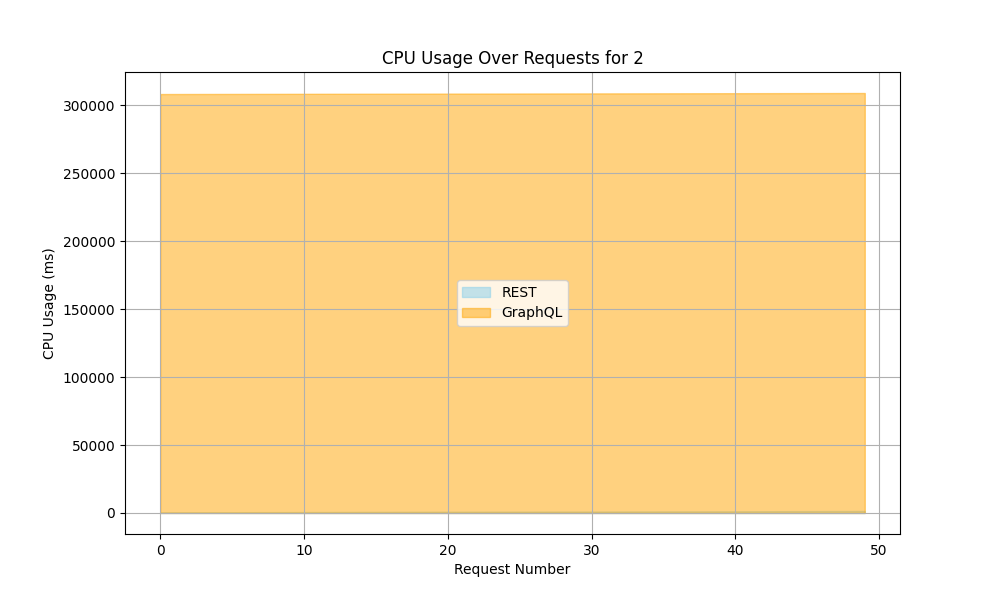 CPU Usage Over Requests for 2
CPU Usage (ms)
300000
250000
200000
150000
100000
50000
0
REST
GraphQL
0 10 20 30 40 50
Request Number